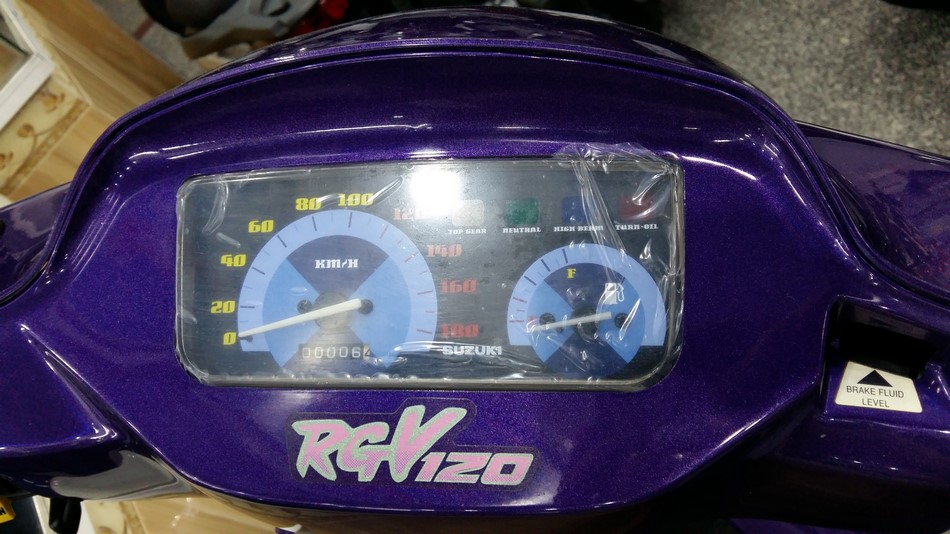 0
20
40
60
80
100
120
140
160
180
KM/H
TOP GEAR
NEUTRAL
HIGH BEAM
TURN-OIL
F
SUZUKI
RGV120
BRAKE FLUID
LEVEL